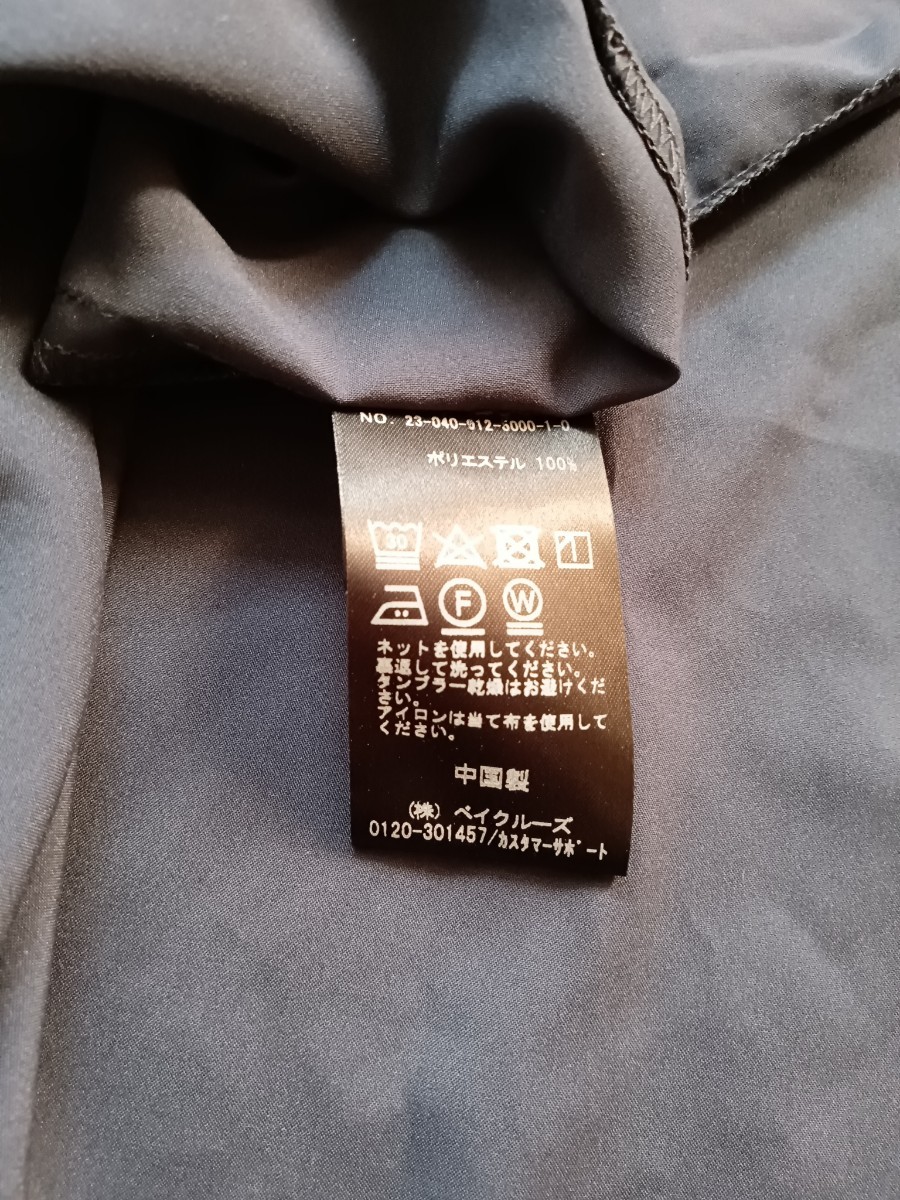 NO. 23-040-912-3000-1-0
ポリエステル 100%
30
F W
ネットを使用してください。
裏返して洗ってください。
タンブラー乾燥はお避けくだ
さい。
アイロンは当て布を使用して
ください。
中国製
(株) ベイクルーズ
0120-301457/カスタマーサポート